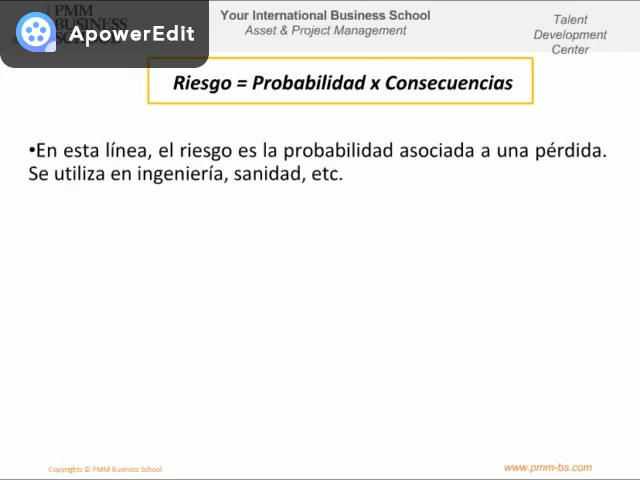 PMM
BUSINESS
SCHOOL
ApowerEdit
Your International Business School
Asset & Project Management
Talent
Development
Center
Riesgo = Probabilidad x Consecuencias
•En esta línea, el riesgo es la probabilidad asociada a una pérdida.
Se utiliza en ingeniería, sanidad, etc.
Copyrights © PMM Business School
www.pmm-bs.com